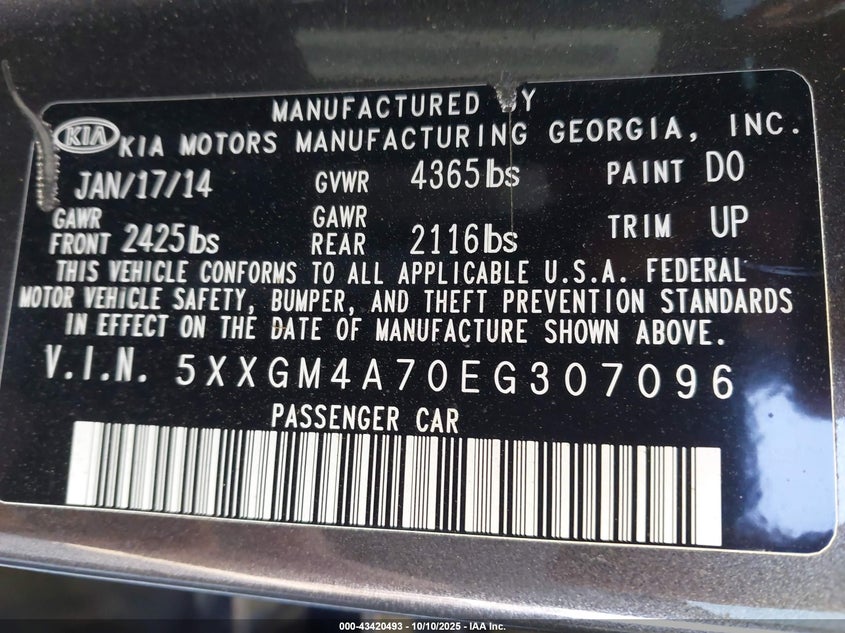 MANUFACTURED Y
KIA KIA MOTORS MANUFACTURING GEORGIA, INC.
JAN/17/14 GVWR 4365lbs PAINT D0
GAWR FRONT 2425lbs GAWR REAR 2116lbs TRIM UP
THIS VEHICLE CONFORMS TO ALL APPLICABLE U.S.A. FEDERAL
MOTOR VEHICLE SAFETY, BUMPER, AND THEFT PREVENTION STANDARDS
IN EFFECT ON THE DATE OF MANUFACTURE SHOWN ABOVE.
V.I.N. 5XXGM4A70EG307096
PASSENGER CAR
000-43420493 - 10/10/2025 - IAA Inc.